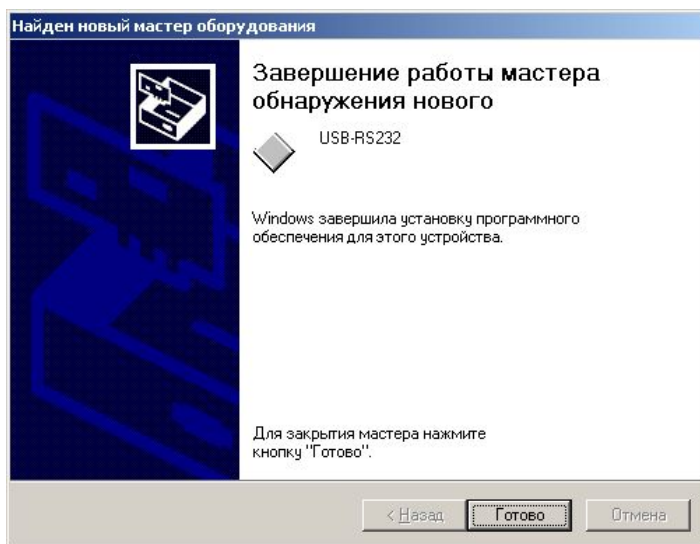 Найден новый мастер оборудования
Завершение работы мастера
обнаружения нового
USB-RS232
Windows завершила установку программного
обеспечения для этого устройства.
Для закрытия мастера нажмите
кнопку "Готово".
< Назад
Готово
Отмена